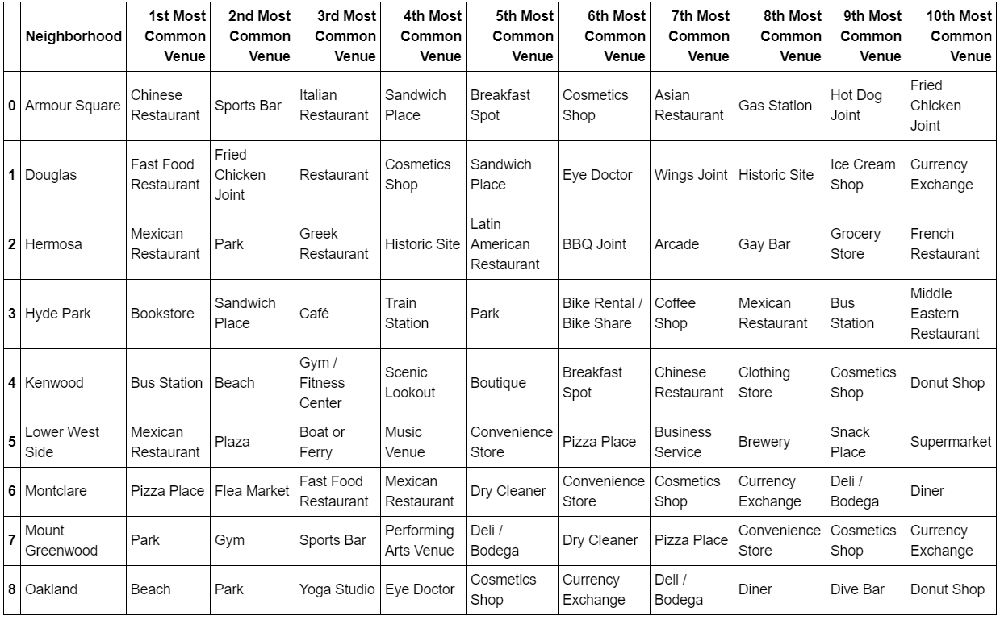 Neighborhood 1st Most Common Venue 2nd Most Common Venue 3rd Most Common Venue 4th Most Common Venue 5th Most Common Venue 6th Most Common Venue 7th Most Common Venue 8th Most Common Venue 9th Most Common Venue 10th Most Common Venue
0 Armour Square Chinese Restaurant Sports Bar Italian Restaurant Sandwich Place Breakfast Spot Cosmetics Shop Asian Restaurant Gas Station Hot Dog Joint Fried Chicken Joint
1 Douglas Fast Food Restaurant Fried Chicken Joint Restaurant Cosmetics Shop Sandwich Place Eye Doctor Wings Joint Historic Site Ice Cream Shop Currency Exchange
2 Hermosa Mexican Restaurant Park Greek Restaurant Historic Site Latin American Restaurant BBQ Joint Arcade Gay Bar Grocery Store French Restaurant
3 Hyde Park Bookstore Sandwich Place Café Train Station Park Bike Rental / Bike Share Coffee Shop Mexican Restaurant Bus Station Middle Eastern Restaurant
4 Kenwood Bus Station Beach Gym / Fitness Center Scenic Lookout Boutique Breakfast Spot Chinese Restaurant Clothing Store Cosmetics Shop Donut Shop
5 Lower West Side Mexican Restaurant Plaza Boat or Ferry Music Venue Convenience Store Pizza Place Business Service Brewery Snack Place Supermarket
6 Montclare Pizza Place Flea Market Fast Food Restaurant Mexican Restaurant Dry Cleaner Convenience Store Cosmetics Shop Currency Exchange Deli / Bodega Diner
7 Mount Greenwood Park Gym Sports Bar Performing Arts Venue Deli / Bodega Dry Cleaner Pizza Place Convenience Store Cosmetics Shop Currency Exchange
8 Oakland Beach Park Yoga Studio Eye Doctor Cosmetics Shop Currency Exchange Deli / Bodega Diner Dive Bar Donut Shop